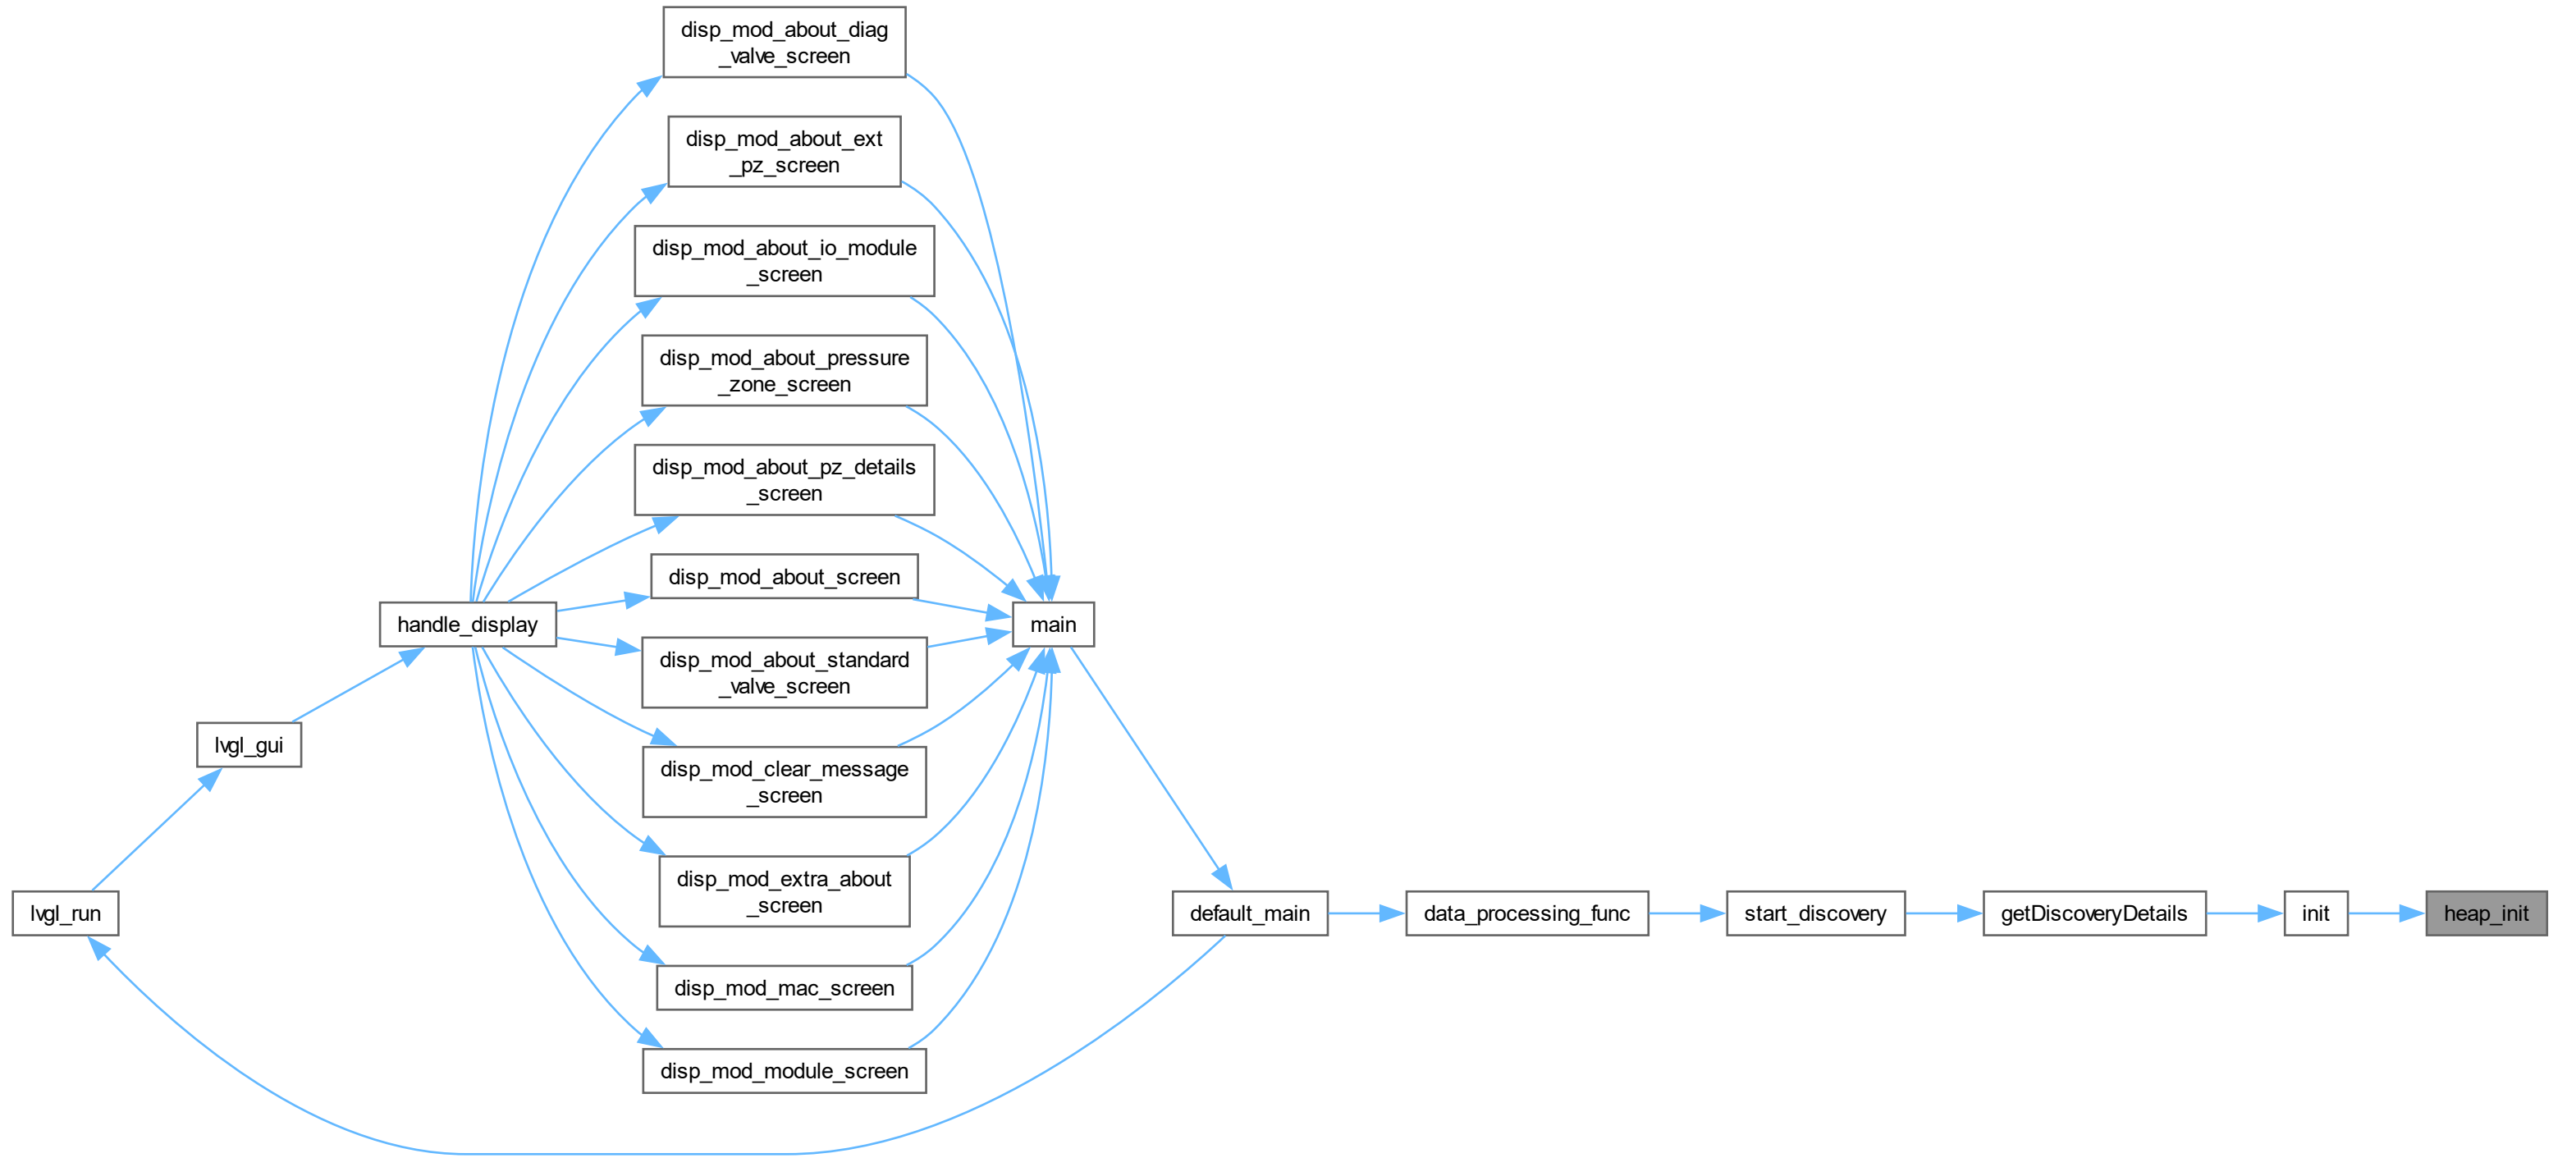 disp_mod_about_diag
_valve_screen
disp_mod_about_ext
_pz_screen
disp_mod_about_io_module
_screen
disp_mod_about_pressure
_zone_screen
disp_mod_about_pz_details
_screen
disp_mod_about_screen
handle_display
main
disp_mod_about_standard
_valve_screen
lvgl_gui
disp_mod_clear_message
_screen
disp_mod_extra_about
_screen
lvgl_run
default_main
data_processing_func
start_discovery
getDiscoveryDetails
init
heap_init
disp_mod_mac_screen
disp_mod_module_screen